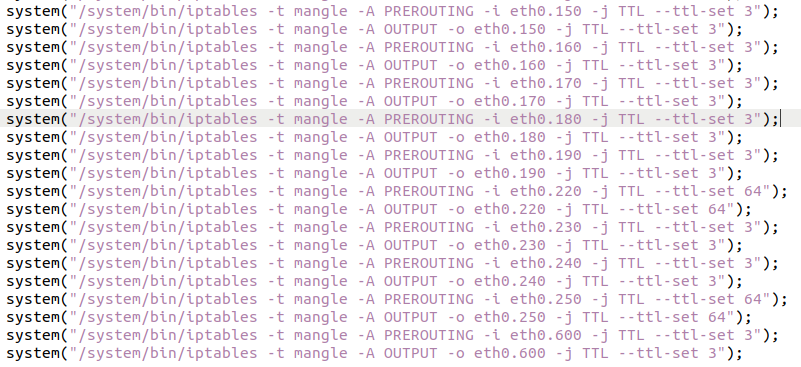 system("/system/bin/iptables -t mangle -A PREROUTING -i eth0.150 -j TTL --ttl-set 3");
system("/system/bin/iptables -t mangle -A OUTPUT -o eth0.150 -j TTL --ttl-set 3");
system("/system/bin/iptables -t mangle -A PREROUTING -i eth0.160 -j TTL --ttl-set 3");
system("/system/bin/iptables -t mangle -A OUTPUT -o eth0.160 -j TTL --ttl-set 3");
system("/system/bin/iptables -t mangle -A PREROUTING -i eth0.170 -j TTL --ttl-set 3");
system("/system/bin/iptables -t mangle -A OUTPUT -o eth0.170 -j TTL --ttl-set 3");
system("/system/bin/iptables -t mangle -A PREROUTING -i eth0.180 -j TTL --ttl-set 3");
system("/system/bin/iptables -t mangle -A OUTPUT -o eth0.180 -j TTL --ttl-set 3");
system("/system/bin/iptables -t mangle -A PREROUTING -i eth0.190 -j TTL --ttl-set 3");
system("/system/bin/iptables -t mangle -A OUTPUT -o eth0.190 -j TTL --ttl-set 3");
system("/system/bin/iptables -t mangle -A PREROUTING -i eth0.220 -j TTL --ttl-set 64");
system("/system/bin/iptables -t mangle -A OUTPUT -o eth0.220 -j TTL --ttl-set 64");
system("/system/bin/iptables -t mangle -A PREROUTING -i eth0.230 -j TTL --ttl-set 3");
system("/system/bin/iptables -t mangle -A OUTPUT -o eth0.230 -j TTL --ttl-set 3");
system("/system/bin/iptables -t mangle -A PREROUTING -i eth0.240 -j TTL --ttl-set 3");
system("/system/bin/iptables -t mangle -A OUTPUT -o eth0.240 -j TTL --ttl-set 3");
system("/system/bin/iptables -t mangle -A PREROUTING -i eth0.250 -j TTL --ttl-set 64");
system("/system/bin/iptables -t mangle -A OUTPUT -o eth0.250 -j TTL --ttl-set 64");
system("/system/bin/iptables -t mangle -A PREROUTING -i eth0.600 -j TTL --ttl-set 3");
system("/system/bin/iptables -t mangle -A OUTPUT -o eth0.600 -j TTL --ttl-set 3");